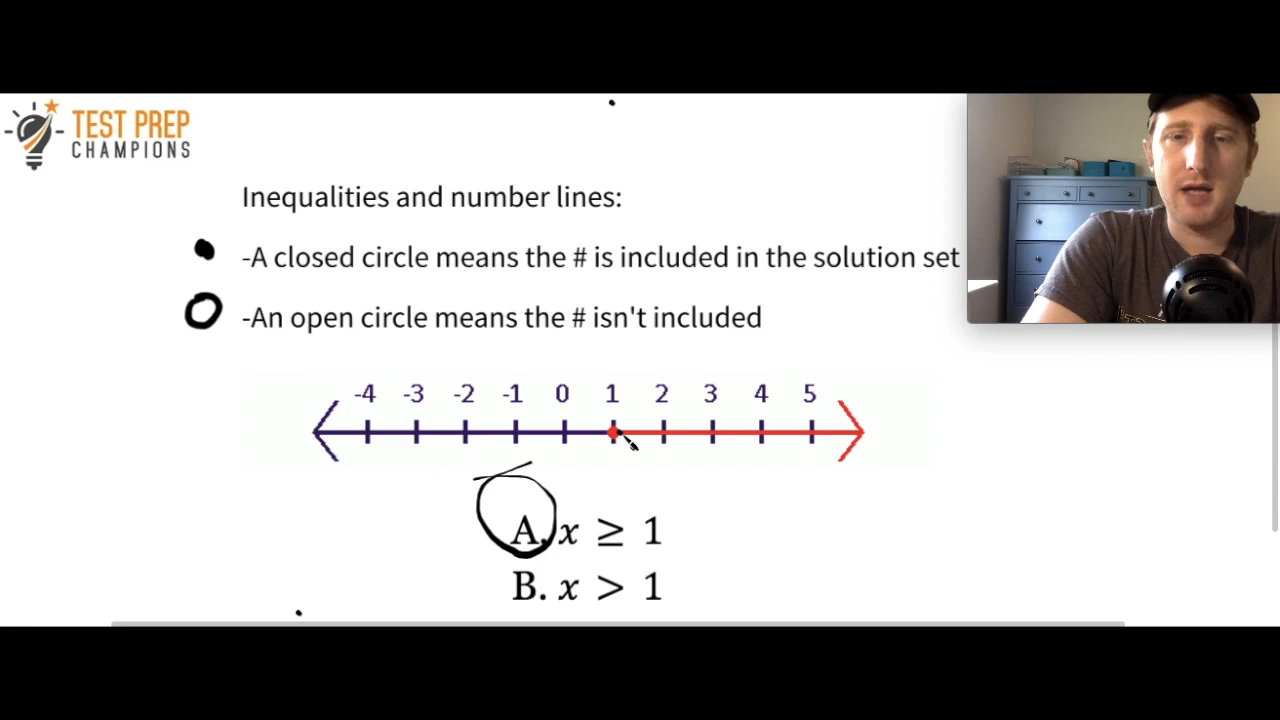 TEST PREP
CHAMPIONS
Inequalities and number lines:
-A closed circle means the # is included in the solution set
-An open circle means the # isn't included
-4 -3 -2 -1 0 1 2 3 4 5
A. x ≥ 1
B. x > 1